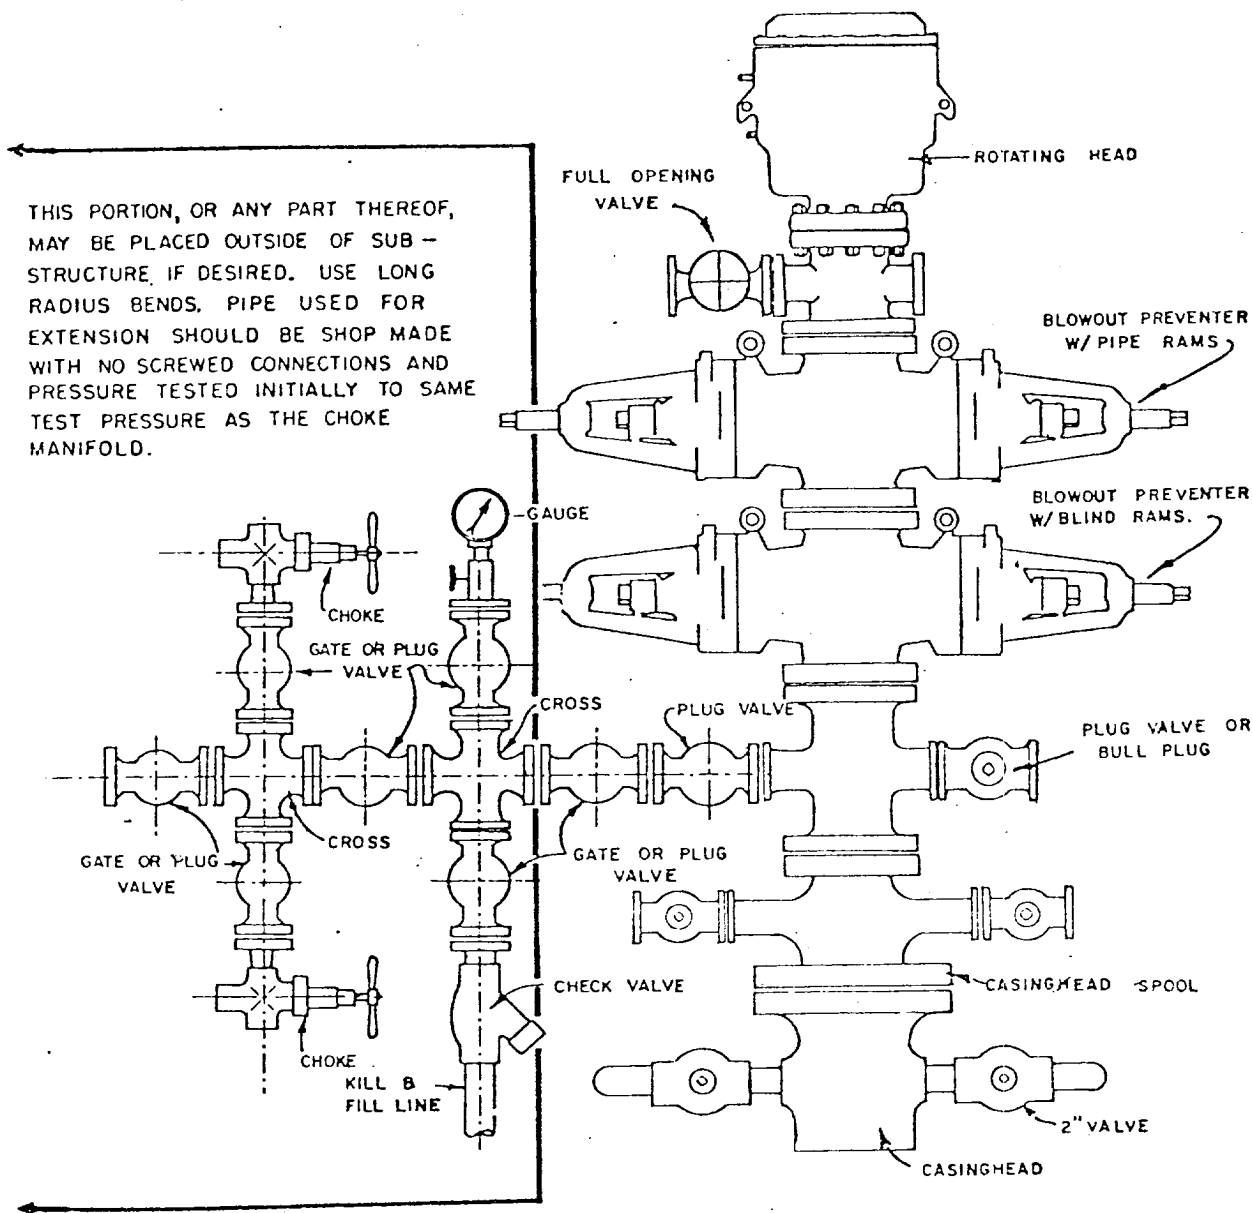 THIS PORTION, OR ANY PART THEREOF,
MAY BE PLACED OUTSIDE OF SUB-
STRUCTURE IF DESIRED. USE LONG
RADIUS BENDS. PIPE USED FOR
EXTENSION SHOULD BE SHOP MADE
WITH NO SCREWED CONNECTIONS AND
PRESSURE TESTED INITIALLY TO SAME
TEST PRESSURE AS THE CHOKE
MANIFOLD.
ROTATING HEAD
FULL OPENING
VALVE
BLOWOUT PREVENTER
W/PIPE RAMS
BLOWOUT PREVENTER
W/BLIND RAMS.
GAUGE
CHOKE
GATE OR PLUG
VALVE
CROSS
PLUG VALVE
PLUG VALVE OR
BULL PLUG
CROSS
GATE OR PLUG
VALVE
GATE OR PLUG
VALVE
CHECK VALVE
CASINGHEAD SPOOL
CHOKE
KILL &
FILL LINE
2" VALVE
CASINGHEAD